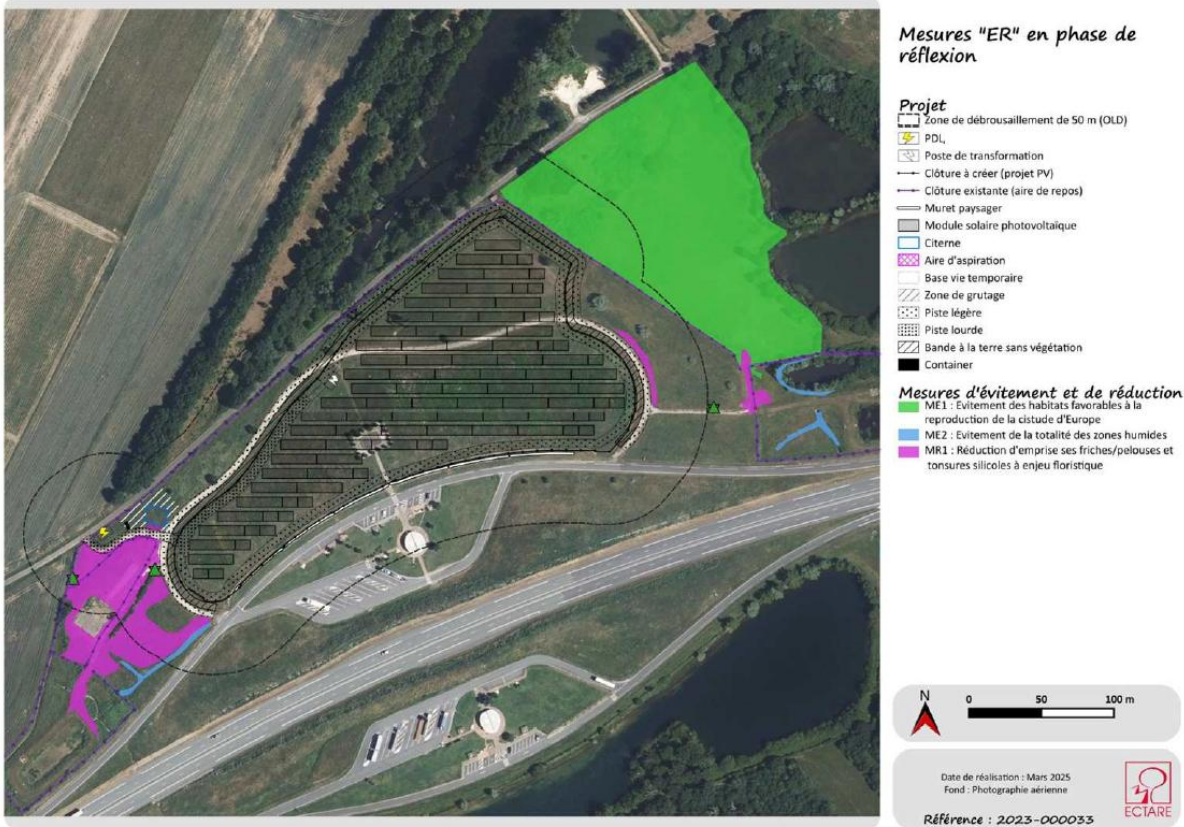 Mesures "ER" en phase de
réflexion
Projet
Zone de débroussaillement de 50 m (OLD)
PDL
Poste de transformation
Clôture à créer (projet PV)
Clôture existante (aire de repos)
Muret paysager
Module solaire photovoltaïque
Citerne
Aire d'aspiration
Base vie temporaire
Zone de grutage
Piste légère
Piste lourde
Bande à la terre sans végétation
Container
Mesures d'évitement et de réduction
ME1 : Evitement des habitats favorables à la
reproduction de la cistude d'Europe
ME2 : Evitement de la totalité des zones humides
MR1 : Réduction d'emprise ses friches/pelouses et
tonsures silicoles à enjeu floristique
N
0 50 100 m
Date de réalisation : Mars 2025
Fond : Photographie aérienne
Référence : 2023-000033
ECTARE